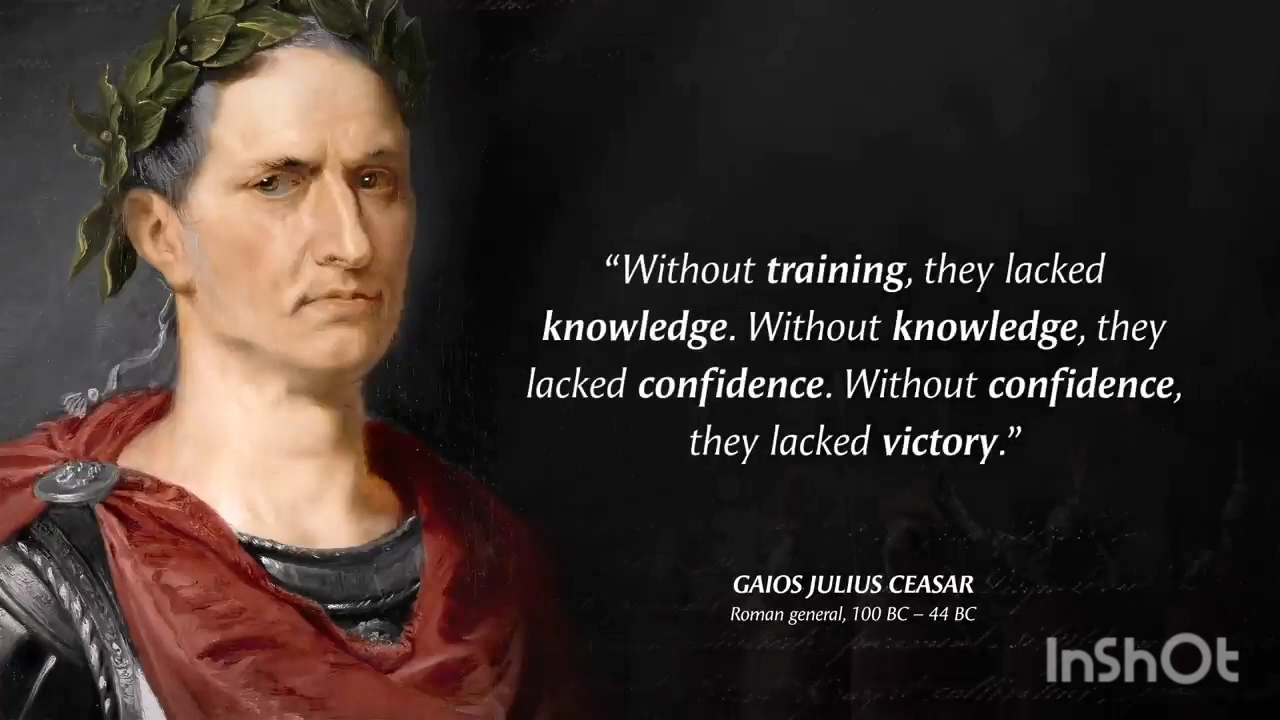 “Without training, they lacked
knowledge. Without knowledge, they
lacked confidence. Without confidence,
they lacked victory.”
GAIOS JULIUS CEASAR
Roman general, 100 BC – 44 BC
InShOt